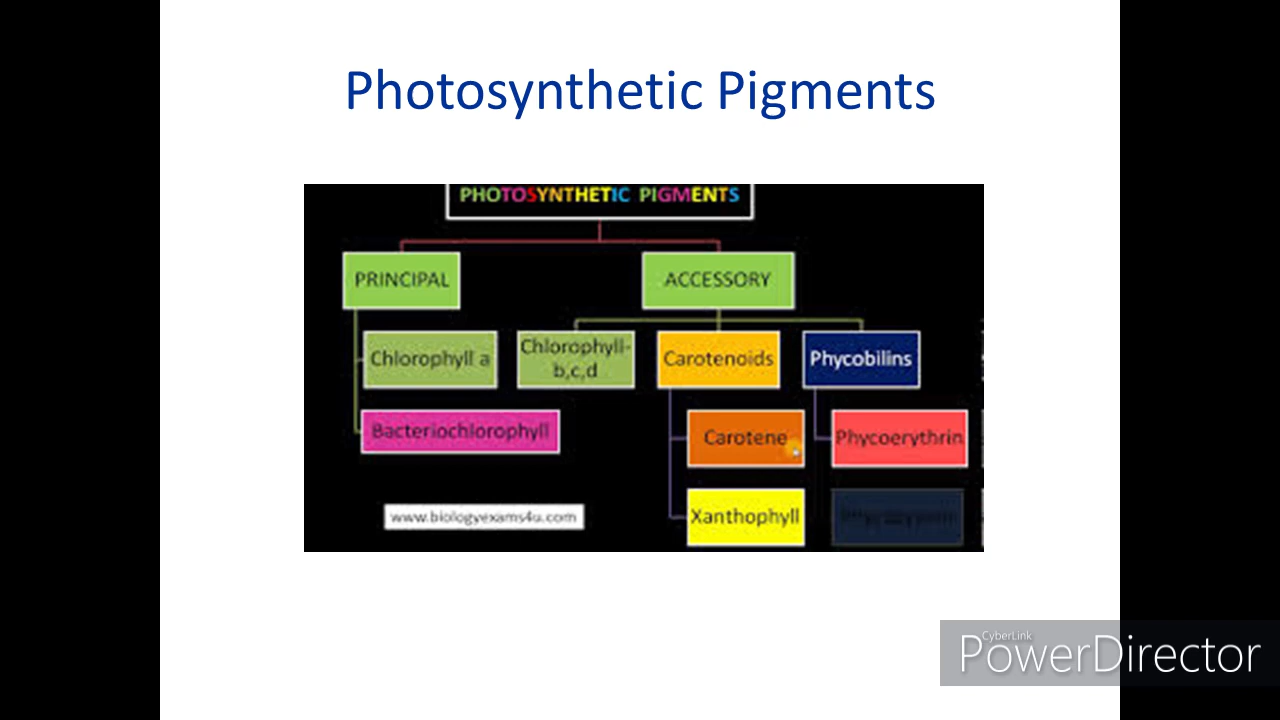 Photosynthetic Pigments
PHOTOSYNTHETIC PIGMENTS
PRINCIPAL
ACCESSORY
Chlorophyll a
Chlorophyll-
b,c,d
Carotenoids
Phycobilins
Bacteriochlorophyll
Carotene
Phycoerythrin
www.biologyexams4u.com
Xanthophyll
CyberLink
PowerDirector